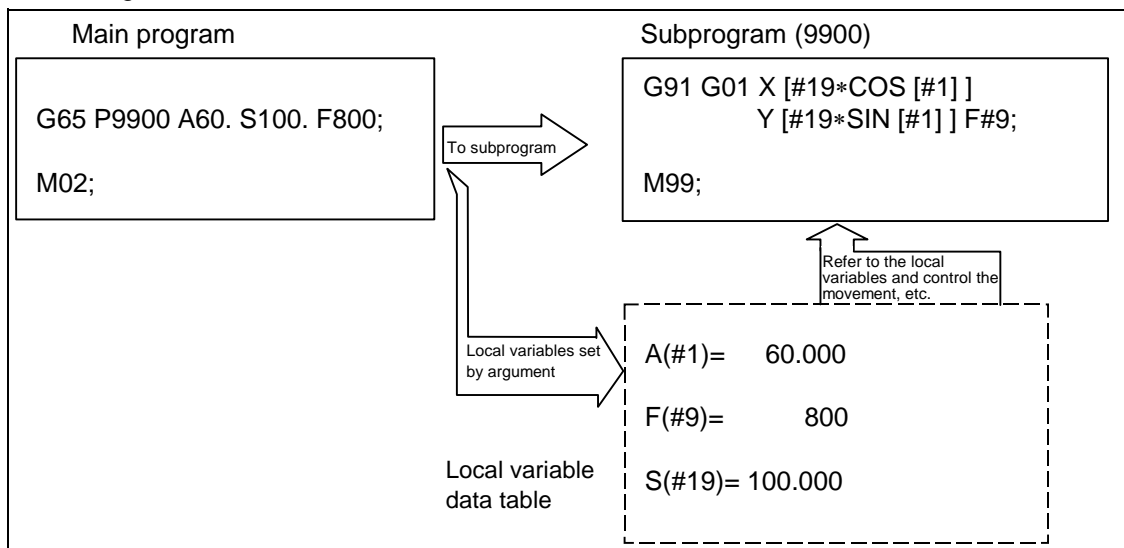 Main program
G65 P9900 A60. S100. F800;
M02;
To subprogram
Subprogram (9900)
G91 G01 X [#19∗COS [#1] ]
Y [#19∗SIN [#1] ] F#9;
M99;
Refer to the local
variables and control the
movement, etc.
Local variables set
by argument
A(#1)= 60.000
F(#9)= 800
S(#19)= 100.000
Local variable
data table